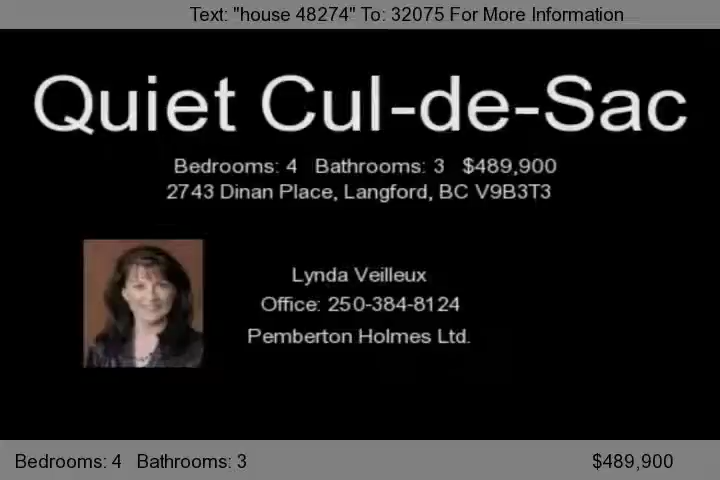 Text: "house 48274" To: 32075 For More Information
Quiet Cul-de-Sac
Bedrooms: 4 Bathrooms: 3 $489,900
2743 Dinan Place, Langford, BC V9B3T3
Lynda Veilleux
Office: 250-384-8124
Pemberton Holmes Ltd.
Bedrooms: 4 Bathrooms: 3 $489,900